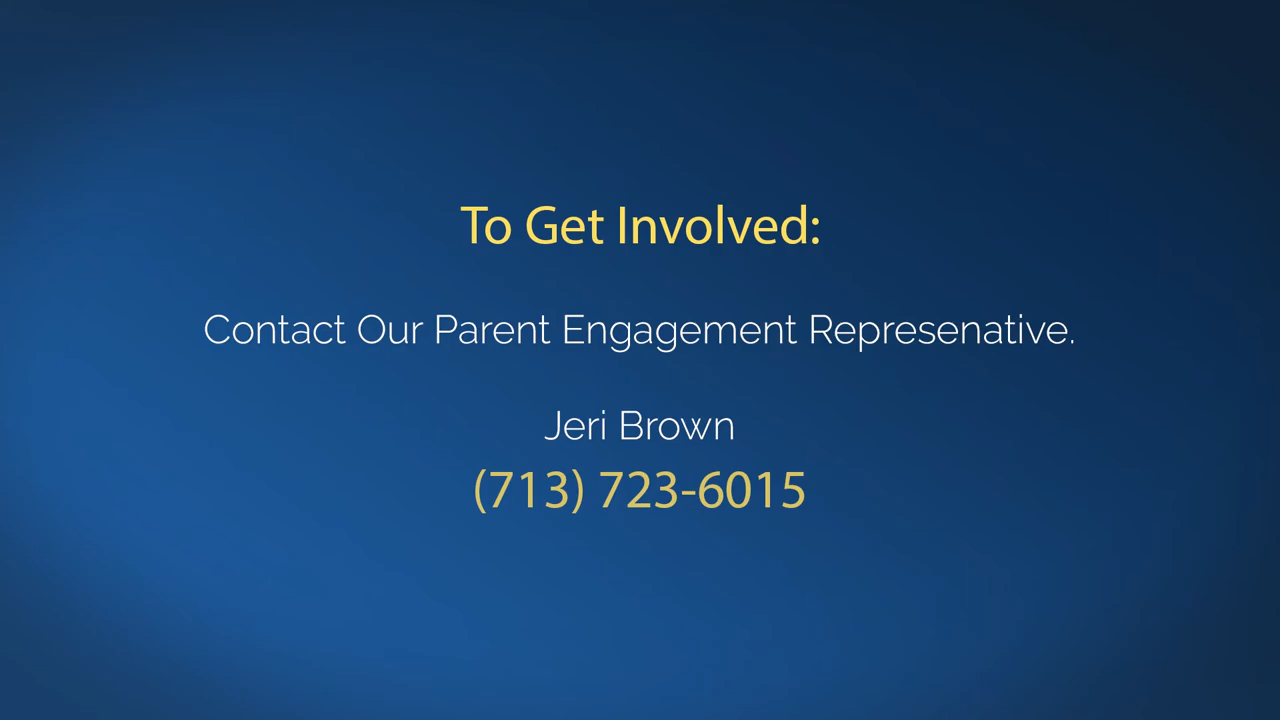 To Get Involved:
Contact Our Parent Engagement Represenative.
Jeri Brown
(713) 723-6015